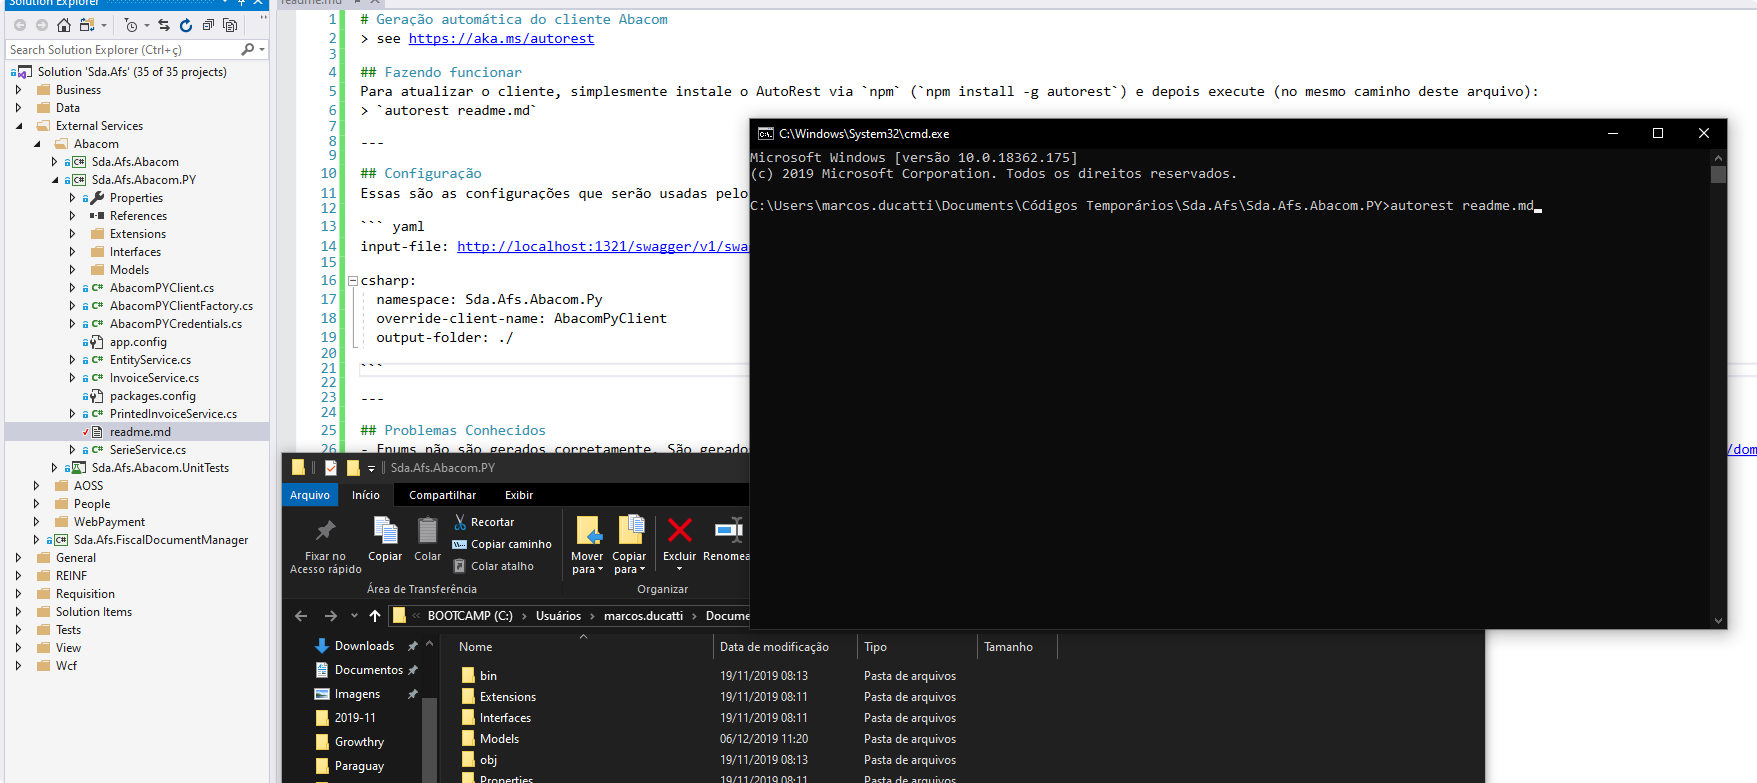 Solution Explorer
Search Solution Explorer (Ctrl+ç)
Solution 'Sda.Afs' (35 of 35 projects)
Business
Data
External Services
Abacom
Sda.Afs.Abacom
Sda.Afs.Abacom.PY
Properties
References
Extensions
Interfaces
Models
AbacomPYClient.cs
AbacomPYClientFactory.cs
AbacomPYCredentials.cs
app.config
EntityService.cs
InvoiceService.cs
packages.config
PrintedInvoiceService.cs
readme.md
SerieService.cs
Sda.Afs.Abacom.UnitTests
AOSS
People
WebPayment
Sda.Afs.FiscalDocumentManager
General
REINF
Requisition
Solution Items
Tests
View
Wcf
readme.md
1 # Geração automática do cliente Abacom
2 > see https://aka.ms/autorest
3
4 ## Fazendo funcionar
5 Para atualizar o cliente, simplesmente instale o AutoRest via `npm` (`npm install -g autorest`) e depois execute (no mesmo caminho deste arquivo):
6 > `autorest readme.md`
7
8 ---
9
10 ## Configuração
11 Essas são as configurações que serão usadas pelo
12
13 ``` yaml
14 input-file: http://localhost:1321/swagger/v1/swag
15
16 csharp:
17 namespace: Sda.Afs.Abacom.Py
18 override-client-name: AbacomPyClient
19 output-folder: ./
20
21 ```
22
23 ---
24
25 ## Problemas Conhecidos
26 - Enums não são gerados corretamente. São gerado
/dom
C:\Windows\System32\cmd.exe
Microsoft Windows [versão 10.0.18362.175]
(c) 2019 Microsoft Corporation. Todos os direitos reservados.
C:\Users\marcos.ducatti\Documents\Códigos Temporários\Sda.Afs\Sda.Afs.Abacom.PY>autorest readme.md
Sda.Afs.Abacom.PY
Arquivo Início Compartilhar Exibir
Fixar no
Acesso rápido
Copiar
Colar
Recortar
Copiar caminho
Colar atalho
Área de Transferência
Mover
para
Copiar
para
Excluir
Renomea
Organizar
« BOOTCAMP (C:) › Usuários › marcos.ducatti › Docume
Downloads
Documentos
Imagens
2019-11
Growthry
Paraguay
Nome Data de modificação Tipo Tamanho
bin 19/11/2019 08:13 Pasta de arquivos
Extensions 19/11/2019 08:11 Pasta de arquivos
Interfaces 19/11/2019 08:11 Pasta de arquivos
Models 06/12/2019 11:20 Pasta de arquivos
obj 19/11/2019 08:13 Pasta de arquivos
Properties 19/11/2019 08:11 Pasta de arquivos